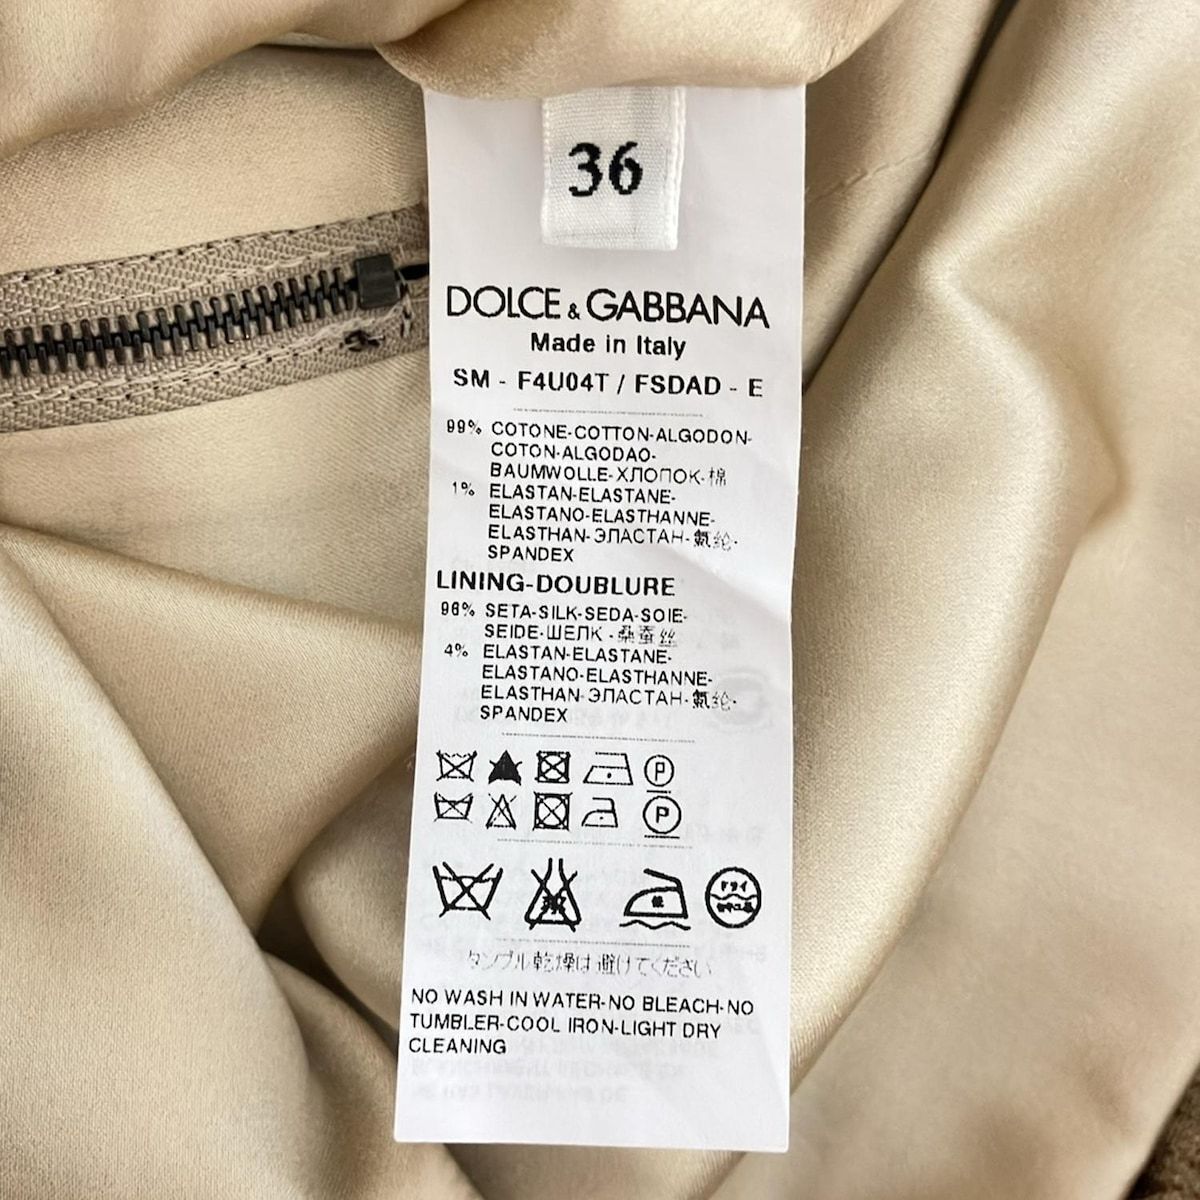 36
DOLCE & GABBANA
Made in Italy
SM - F4U04T / FSDAD - E
99% COTONE-COTTON-ALGODON-
COTON-ALGODAO-
BAUMWOLLE-ХЛОПОК-棉
1% ELASTAN-ELASTANE-
ELASTANO-ELASTHANNE-
ELASTHAN-ЭЛАСТАН-氨纶-
SPANDEX
LINING-DOUBLURE
96% SETA-SILK-SEDA-SOIE-
SEIDE-ШЕЛК-桑蚕丝
4% ELASTAN-ELASTANE-
ELASTANO-ELASTHANNE-
ELASTHAN-ЭЛАСТАН-氨纶-
SPANDEX
P
P
低 ドライ
タンブル乾燥は避けてください
NO WASH IN WATER-NO BLEACH-NO
TUMBLER-COOL IRON-LIGHT DRY
CLEANING